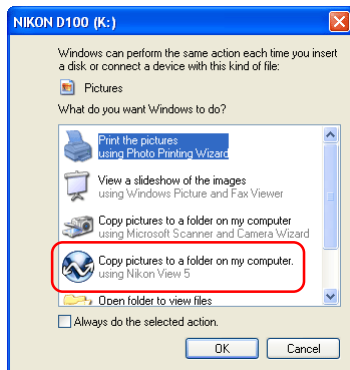 NIKON D100 (K:)
Windows can perform the same action each time you insert
a disk or connect a device with this kind of file:
Pictures
What do you want Windows to do?
Print the pictures
using Photo Printing Wizard
View a slideshow of the images
using Windows Picture and Fax Viewer
Copy pictures to a folder on my computer
using Microsoft Scanner and Camera Wizard
Copy pictures to a folder on my computer.
using Nikon View 5
Open folder to view files
Always do the selected action.
OK
Cancel